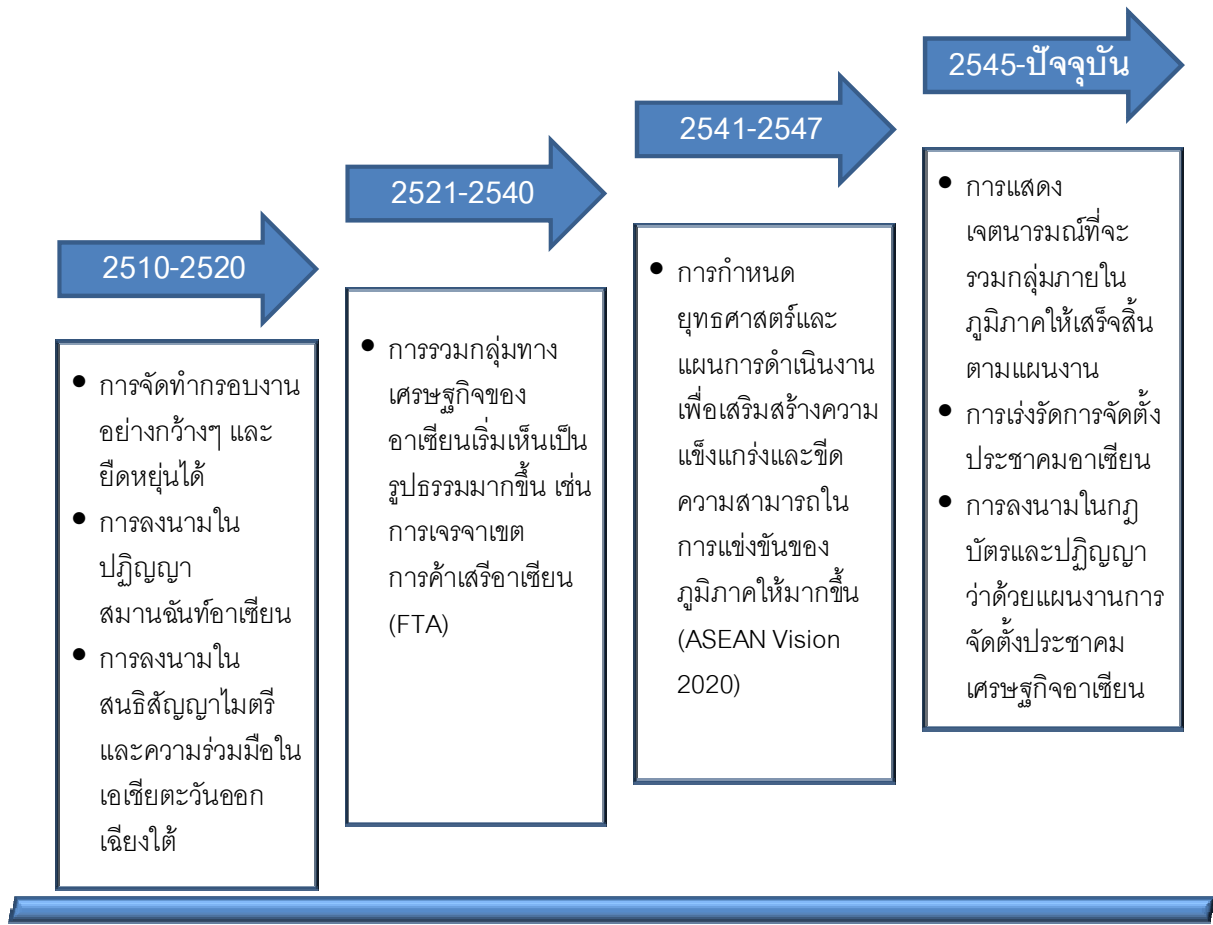 2510-2520
• การจัดทำกรอบงาน
อย่างกว้างๆ และ
ยืดหยุ่นได้
• การลงนามใน
ปฏิญญา
สมานฉันท์อาเซียน
• การลงนามใน
สนธิสัญญาไมตรี
และความร่วมมือใน
เอเชียตะวันออก
เฉียงใต้
2521-2540
• การรวมกลุ่มทาง
เศรษฐกิจของ
อาเซียนเริ่มเห็นเป็น
รูปธรรมมากขึ้น เช่น
การเจรจาเขต
การค้าเสรีอาเซียน
(FTA)
2541-2547
• การกำหนด
ยุทธศาสตร์และ
แผนการดำเนินงาน
เพื่อเสริมสร้างความ
แข็งแกร่งและขีด
ความสามารถใน
การแข่งขันของ
ภูมิภาคให้มากขึ้น
(ASEAN Vision
2020)
2545-ปัจจุบัน
• การแสดง
เจตนารมณ์ที่จะ
รวมกลุ่มภายใน
ภูมิภาคให้เสร็จสิ้น
ตามแผนงาน
• การเร่งรัดการจัดตั้ง
ประชาคมอาเซียน
• การลงนามในกฎ
บัตรและปฏิญญา
ว่าด้วยแผนงานการ
จัดตั้งประชาคม
เศรษฐกิจอาเซียน